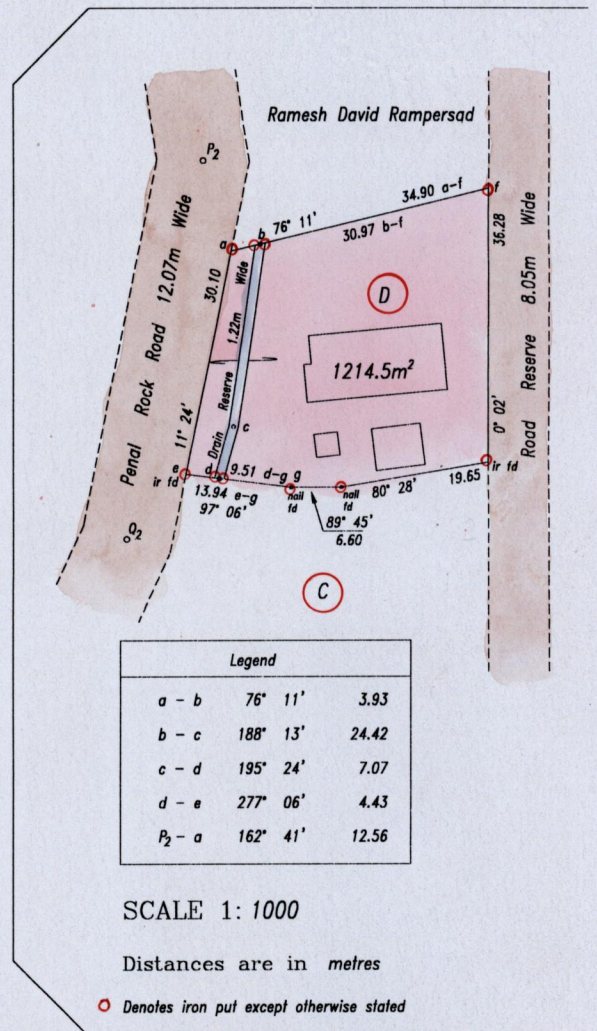 Ramesh David Rampersad
P2
34.90 a-f
f
76° 11'
30.97 b-f
a
b
Penal Rock Road 12.07m Wide
30.10
11° 24'
Drain Reserve 1.22m Wide
c
D
1214.5m²
36.28
0° 02'
Road Reserve 8.05m Wide
e
ir fd
d
9.51 d-g
g
13.94 e-g
97° 06'
nail fd
nail fd
80° 28'
19.65
ir fd
89° 45'
6.60
Q2
C
Legend
a - b 76° 11' 3.93
b - c 188° 13' 24.42
c - d 195° 24' 7.07
d - e 277° 06' 4.43
P2 - a 162° 41' 12.56
SCALE 1: 1000
Distances are in metres
Denotes iron put except otherwise stated